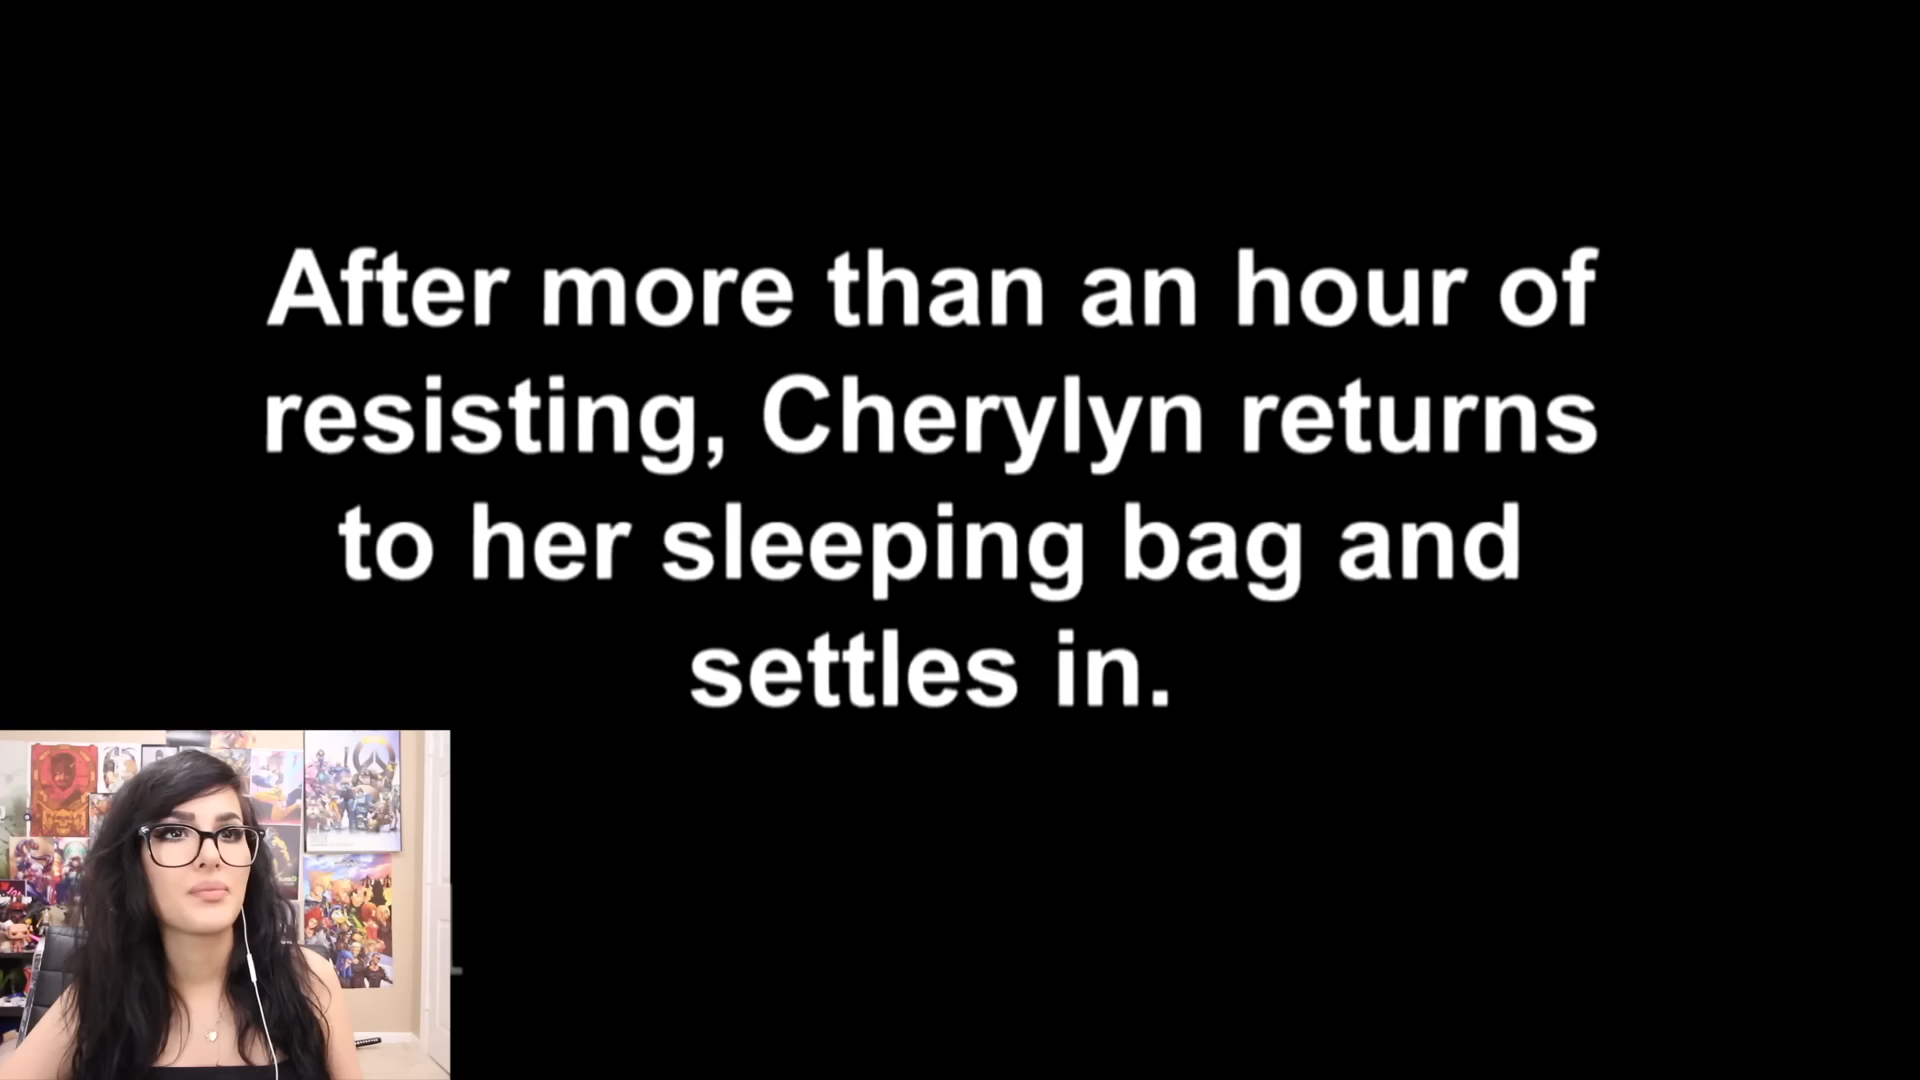 After more than an hour of
resisting, Cherylyn returns
to her sleeping bag and
settles in.